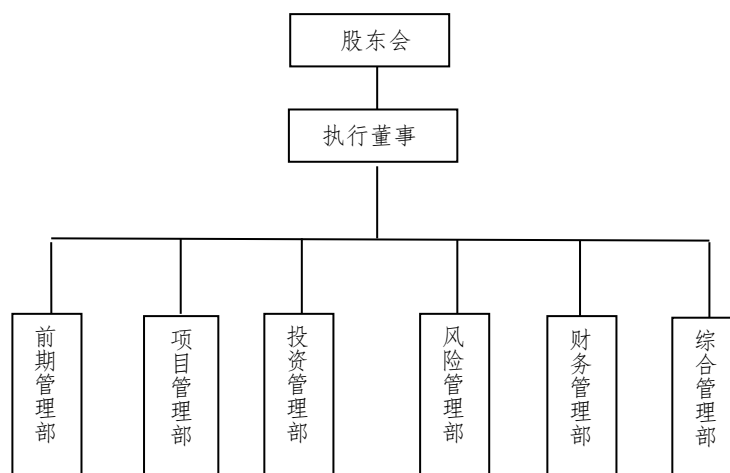 股东会
执行董事
前期管理部
项目管理部
投资管理部
风险管理部
财务管理部
综合管理部